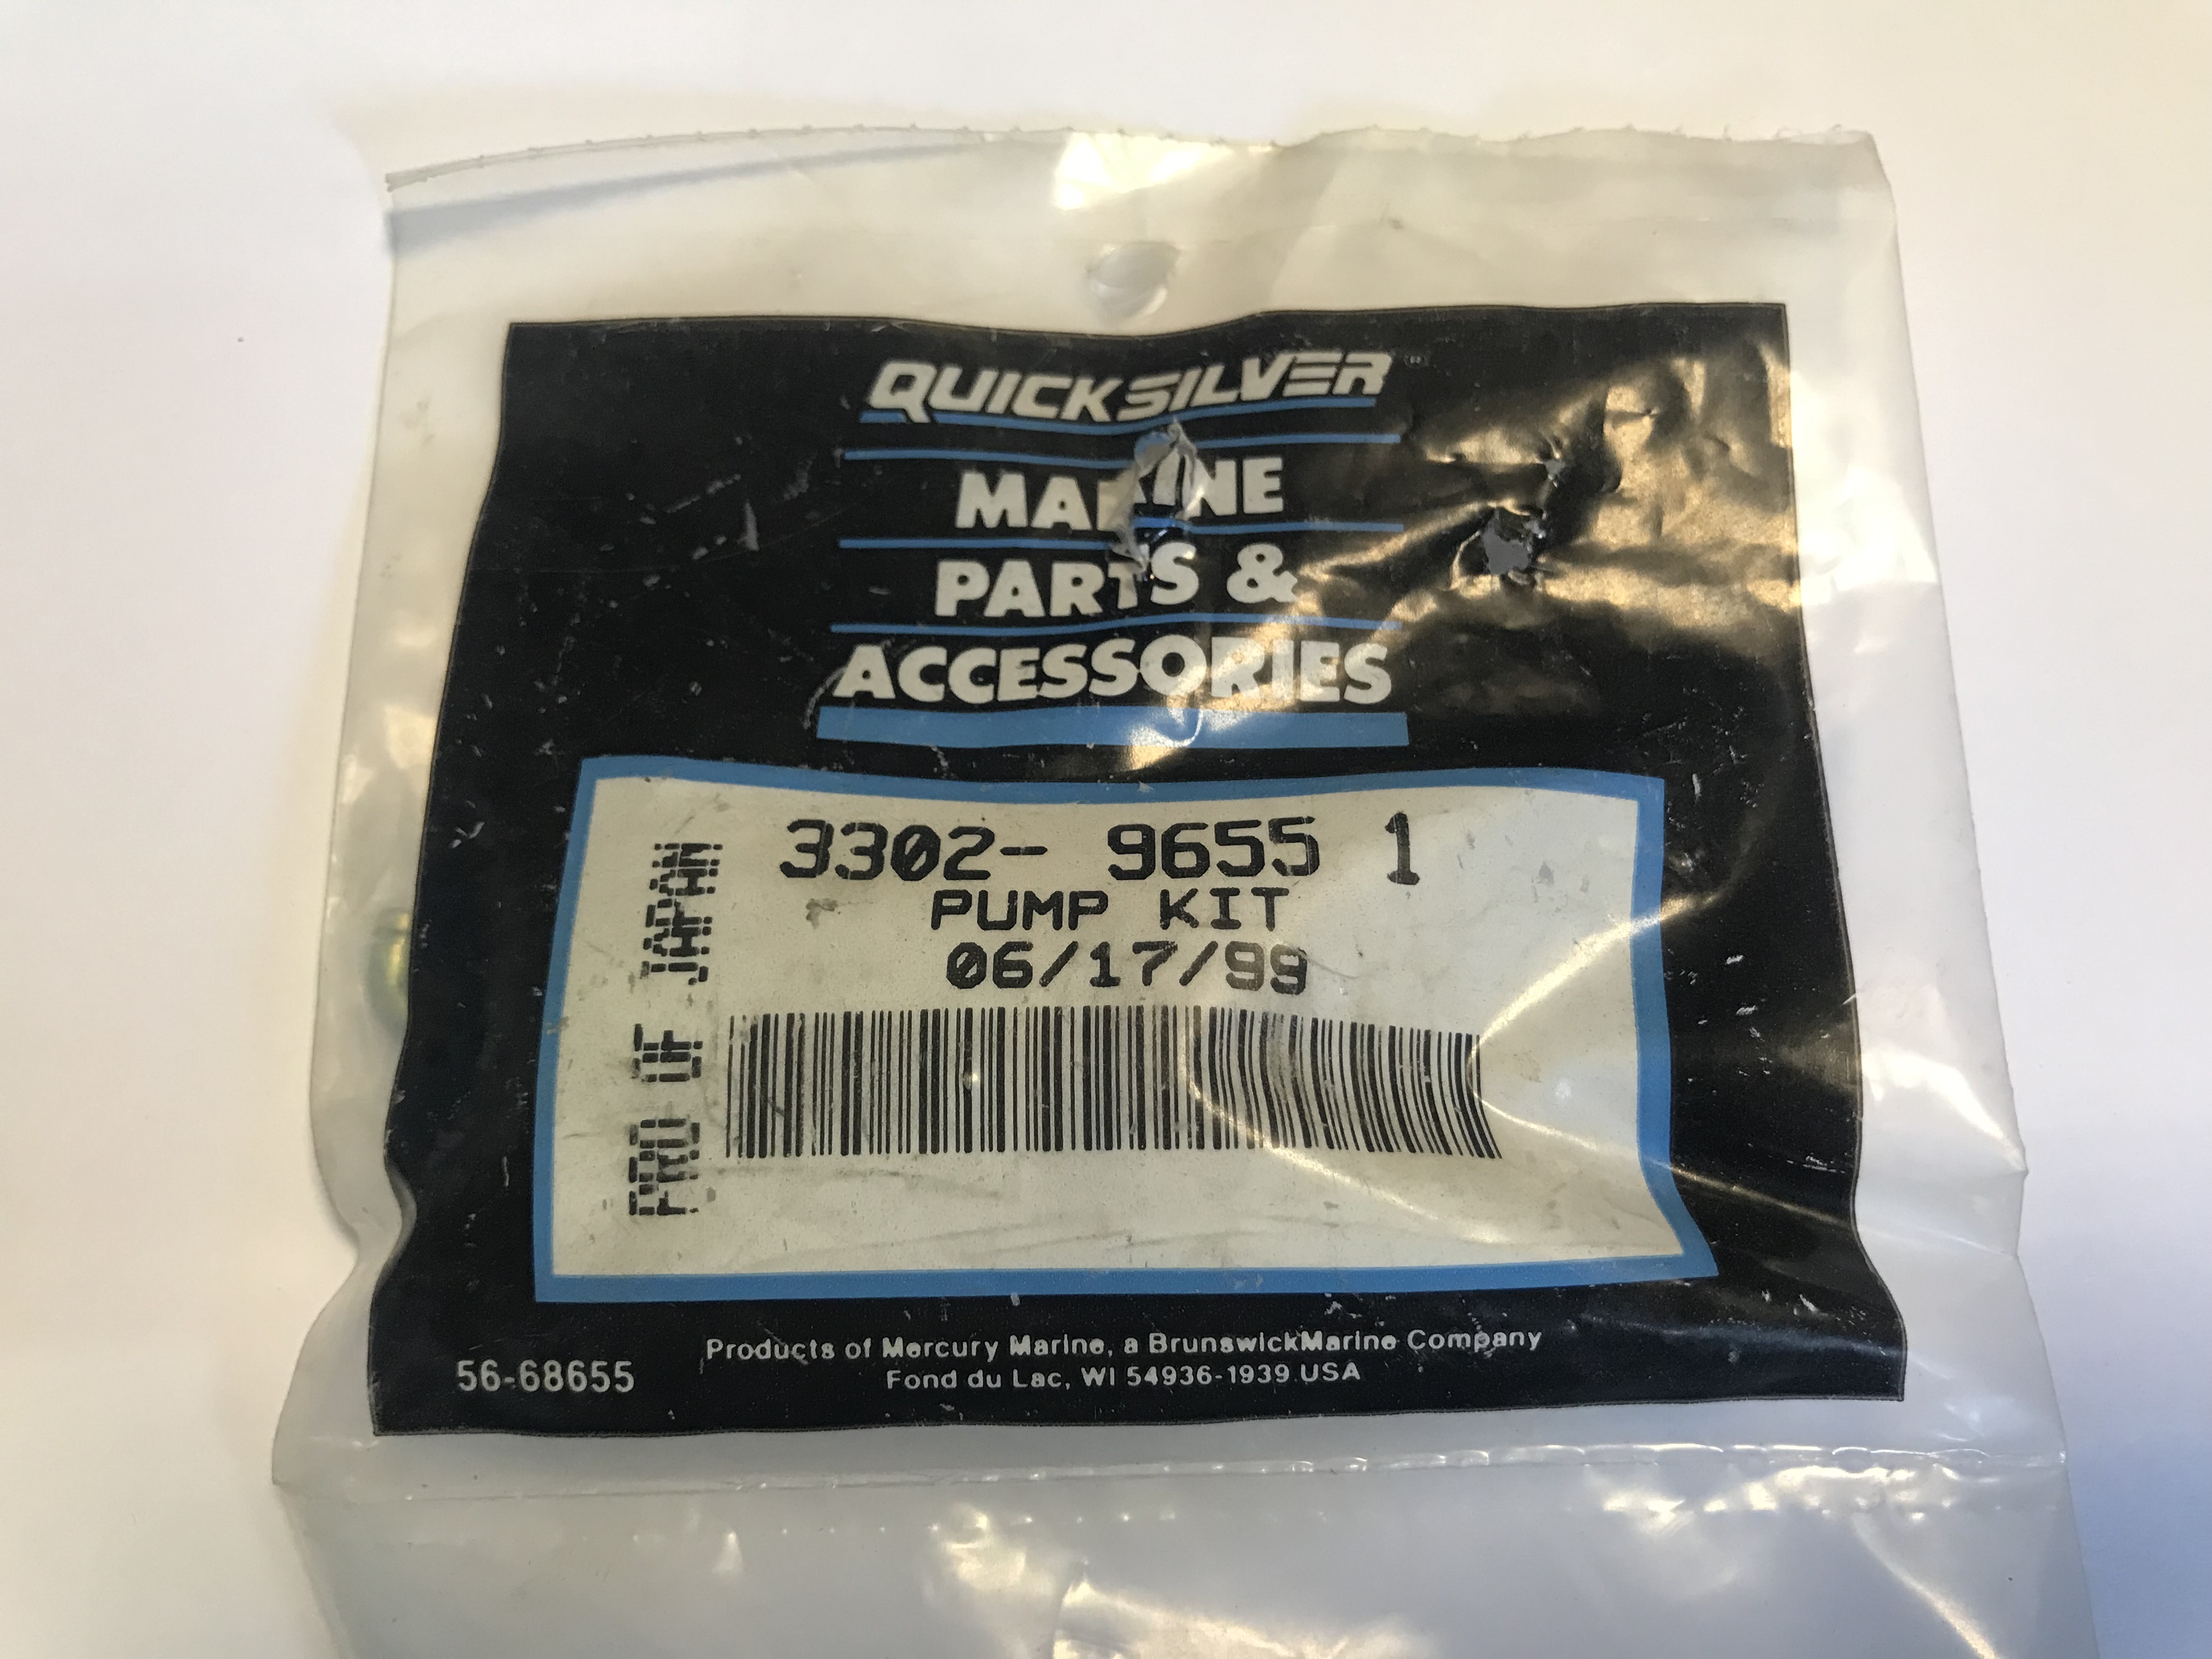 QUICKSILVER®
MARINE
PARTS &
ACCESSORIES
3302- 9655 1
PUMP KIT
06/17/99
PRD OF JAPAN
Products of Mercury Marine, a BrunswickMarine Company
Fond du Lac, WI 54936-1939 USA
56-68655